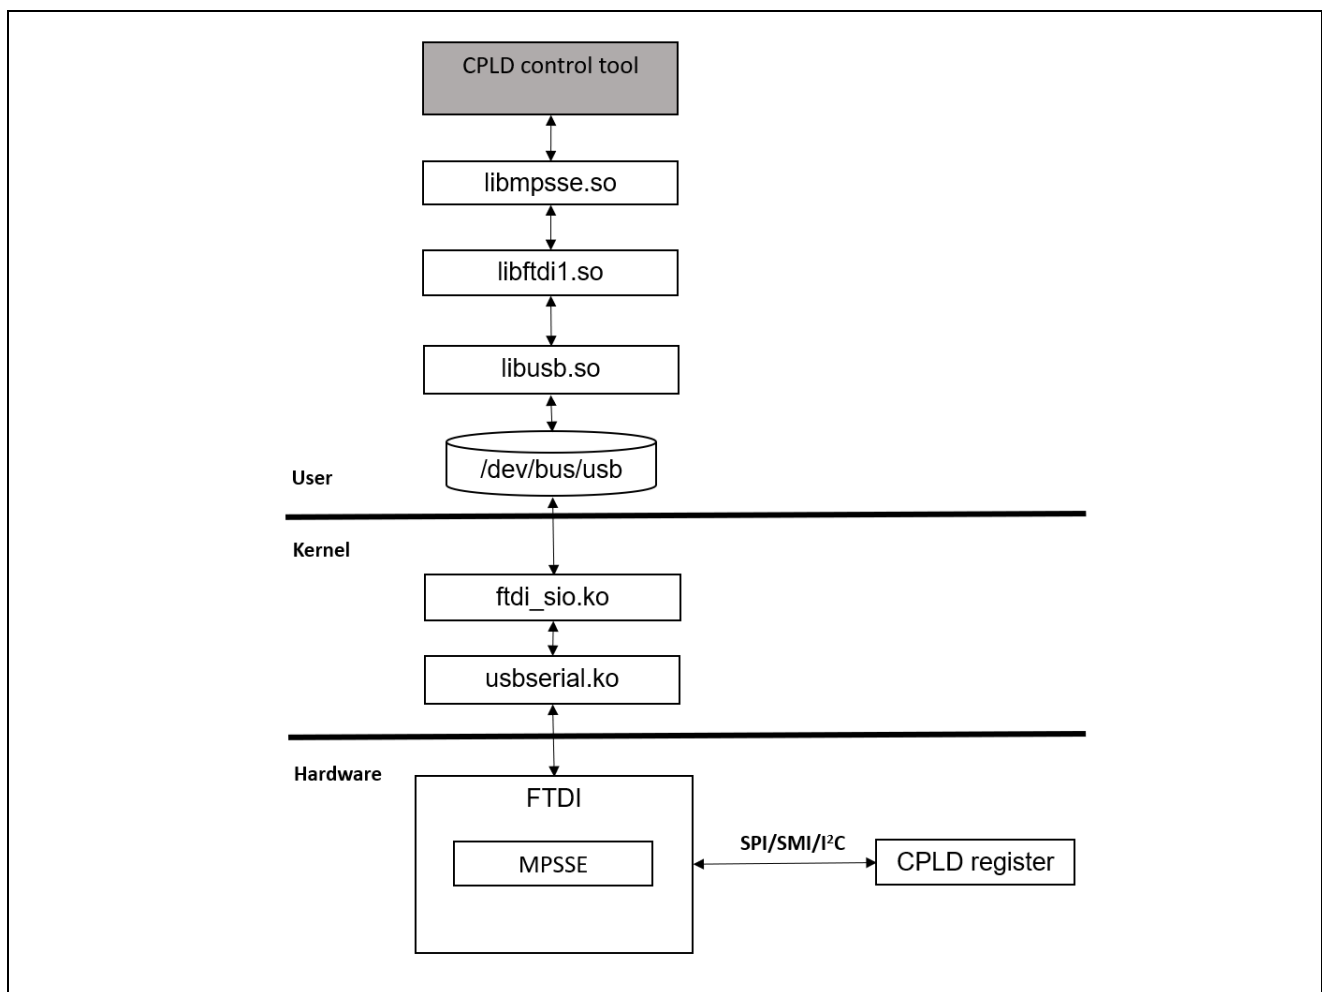 CPLD control tool
libmpsse.so
libftdi1.so
libusb.so
/dev/bus/usb
User
Kernel
ftdi_sio.ko
usbserial.ko
Hardware
FTDI
MPSSE
SPI/SMI/I²C
CPLD register